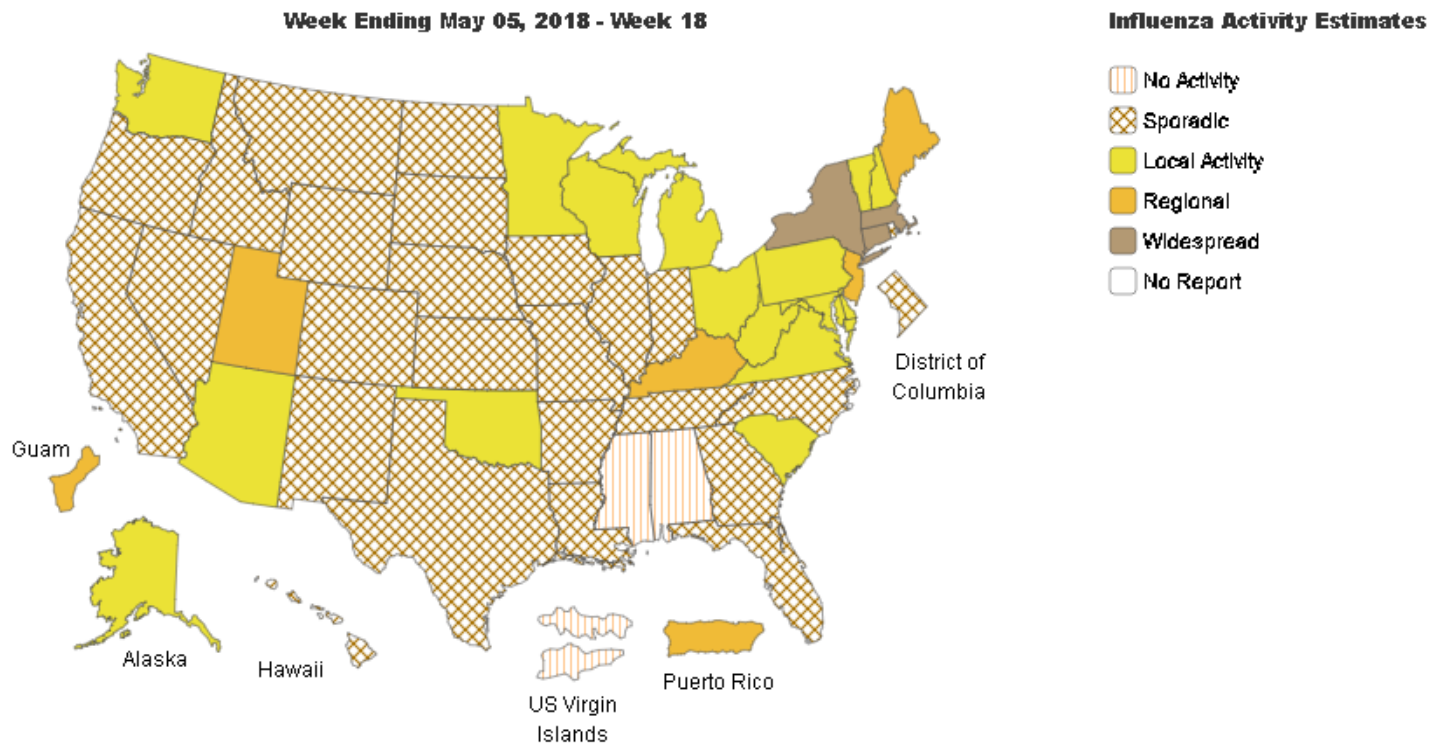 Week Ending May 05, 2018 - Week 18
Influenza Activity Estimates
No Activity
Sporadic
Local Activity
Regional
Widespread
No Report
District of
Columbia
Guam
Alaska
Hawaii
US Virgin
Islands
Puerto Rico